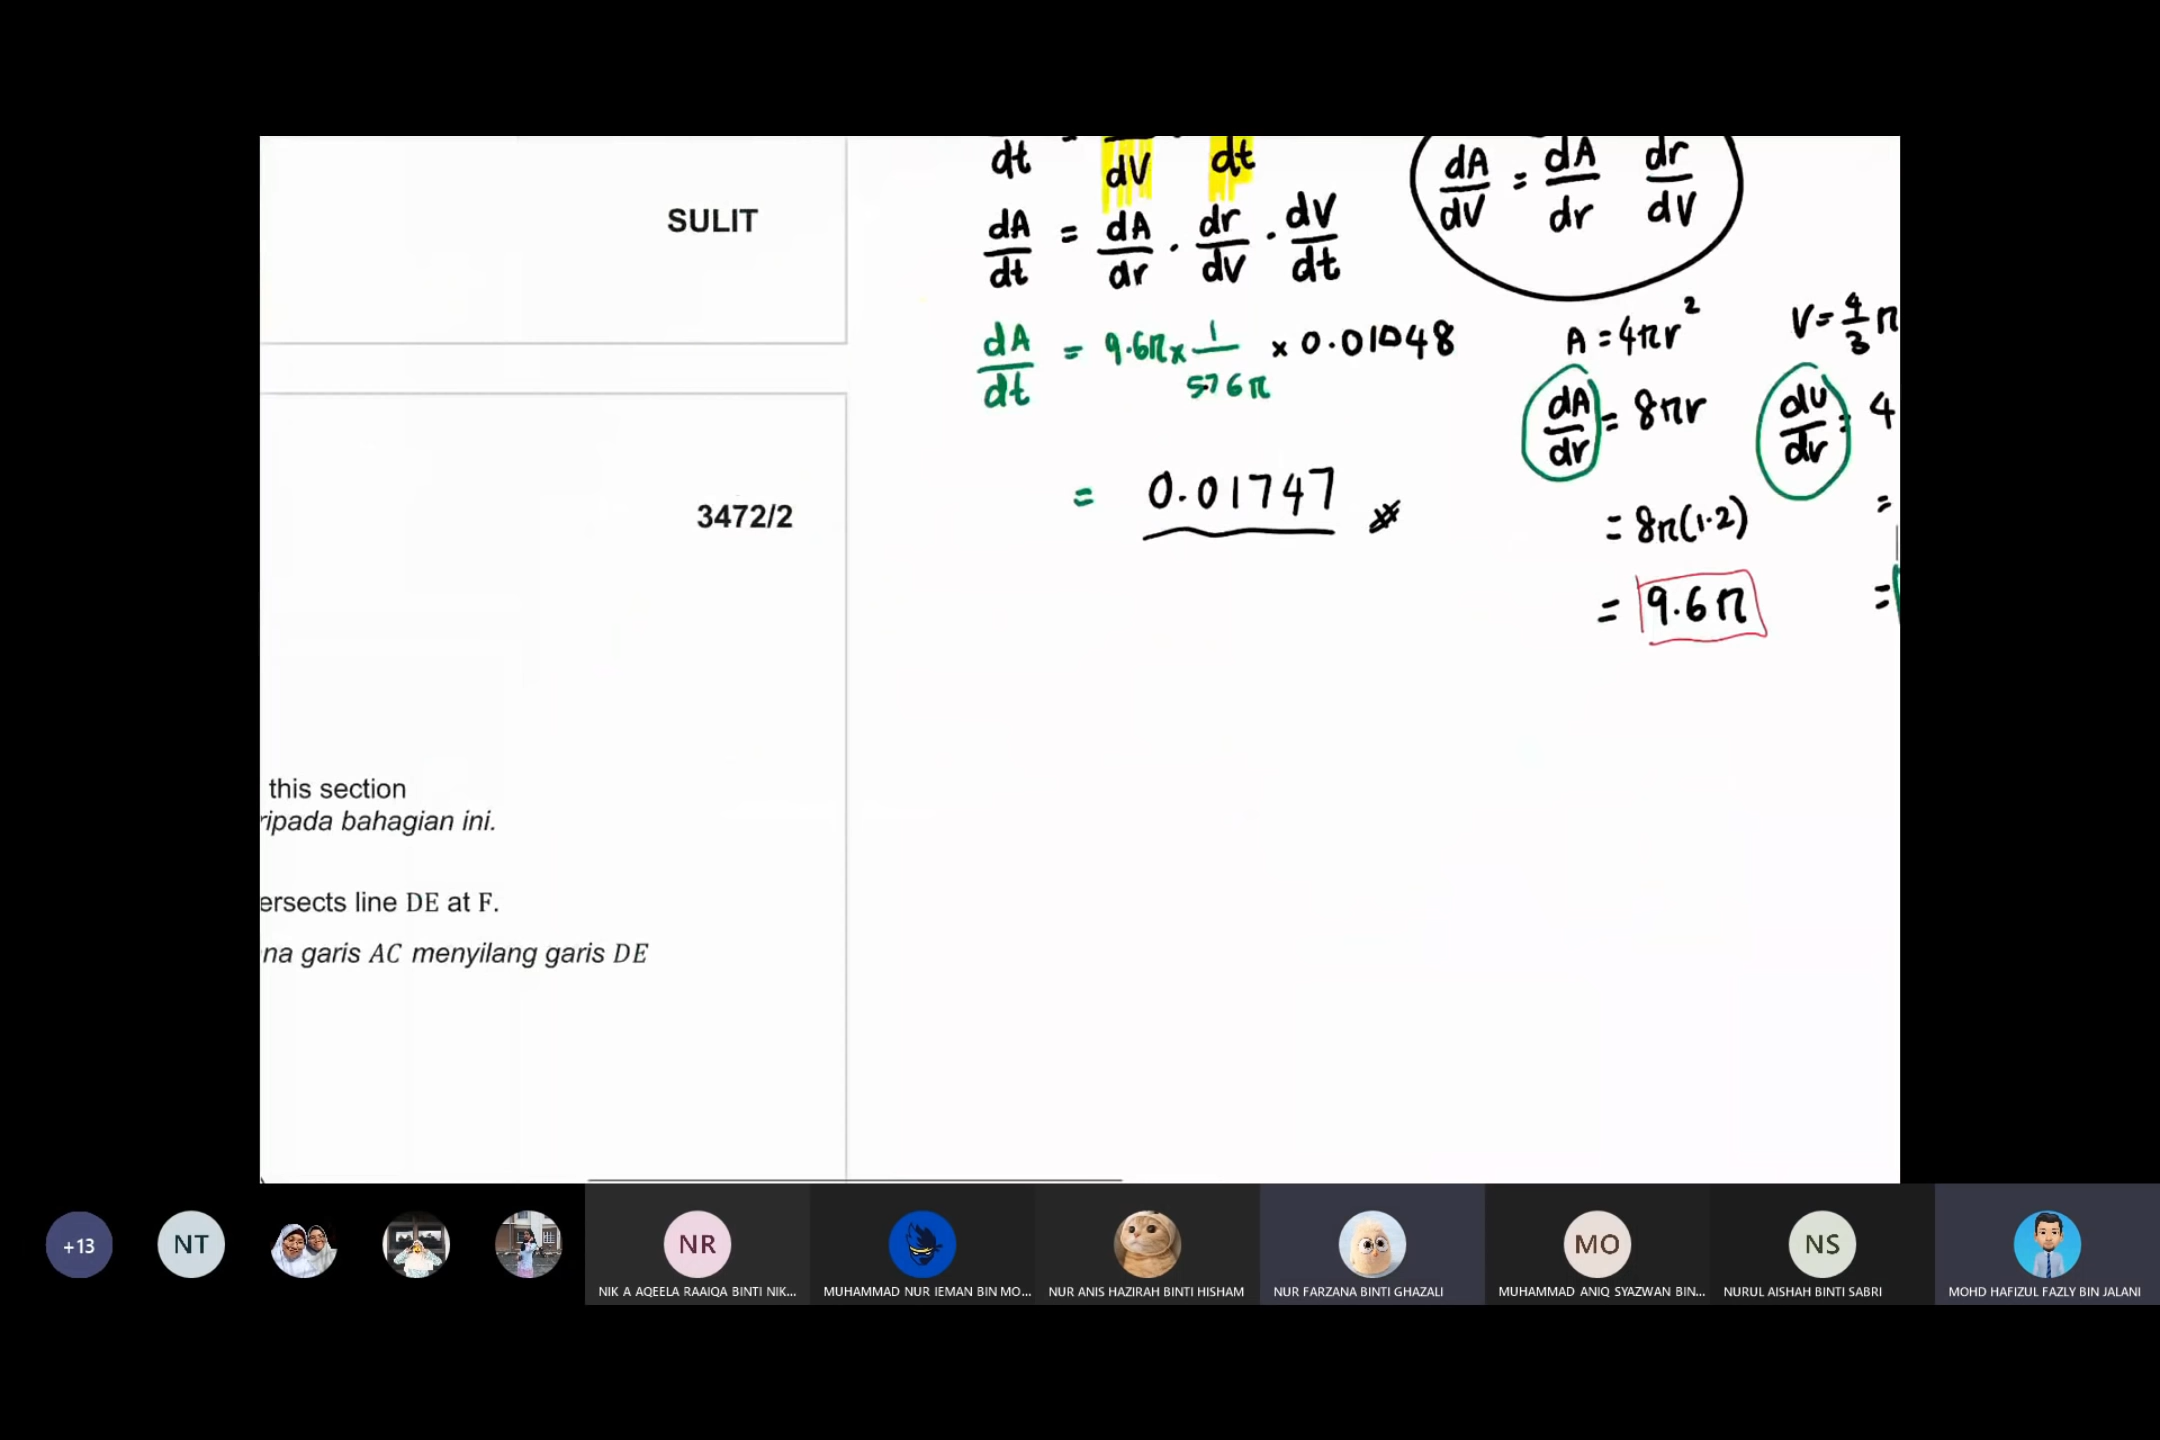 SULIT
3472/2
this section
ripada bahagian ini.
ersects line DE at F.
na garis AC menyilang garis DE
dt = dV · dt
dA/dt = dA/dr · dr/dV · dV/dt
dA/dt = 9.6π x 1/576π x 0.01048
= 0.01747
dA/dV = dA/dr dr/dV
A = 4πr²
dA/dr = 8πr
= 8π(1.2)
= 9.6π
V = 4/3 π
dV/dr = 4
=
=
+13
NT
NR
NIK A AQEELA RAAIQA BINTI NIK...
MUHAMMAD NUR IEMAN BIN MO...
NUR ANIS HAZIRAH BINTI HISHAM
NUR FARZANA BINTI GHAZALI
MO
MUHAMMAD ANIQ SYAZWAN BIN...
NS
NURUL AISHAH BINTI SABRI
MOHD HAFIZUL FAZLY BIN JALANI